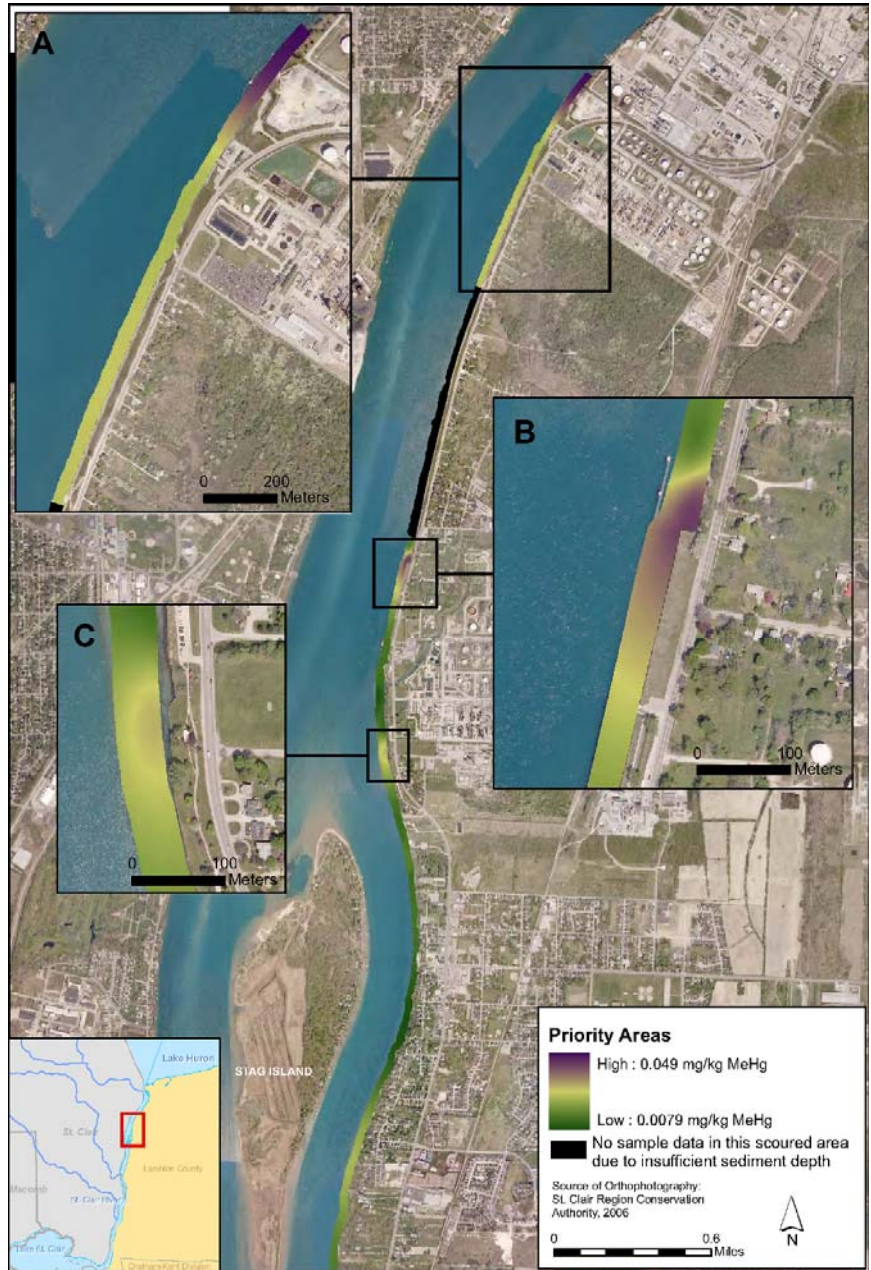 A
0 200
Meters
B
0 100
Meters
C
0 100
Meters
STAG ISLAND
Lake Huron
St. Clair
Lambton County
St. Clair River
Macomb
Lake St. Clair
Chatham-Kent Division
Priority Areas
High : 0.049 mg/kg MeHg
Low : 0.0079 mg/kg MeHg
No sample data in this scoured area
due to insufficient sediment depth
Source of Orthophotography:
St. Clair Region Conservation
Authority, 2006
0 0.6
Miles
N